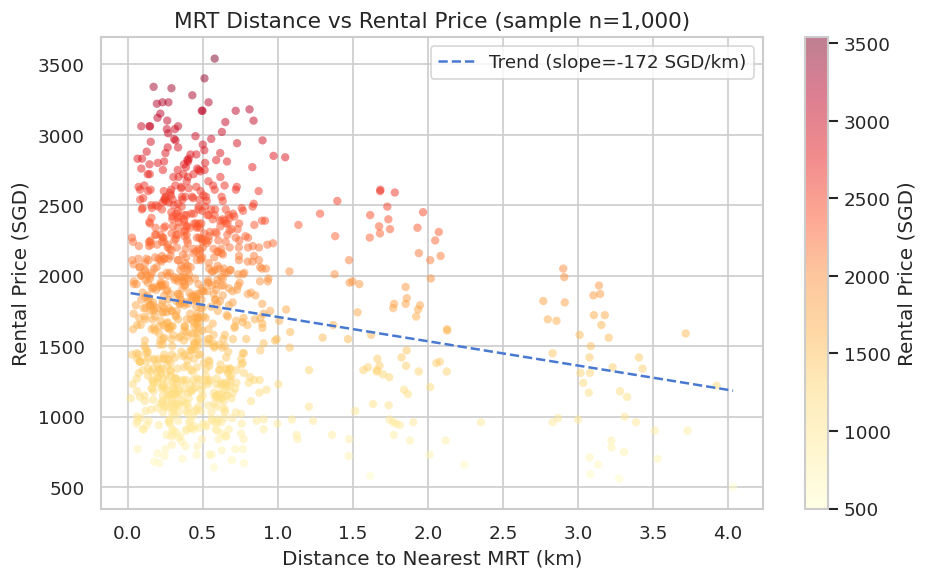 MRT Distance vs Rental Price (sample n=1,000)
Trend (slope=-172 SGD/km)
Rental Price (SGD)
3500
3000
2500
2000
1500
1000
500
0.0 0.5 1.0 1.5 2.0 2.5 3.0 3.5 4.0
Distance to Nearest MRT (km)
3500
3000
2500
2000
1500
1000
500
Rental Price (SGD)